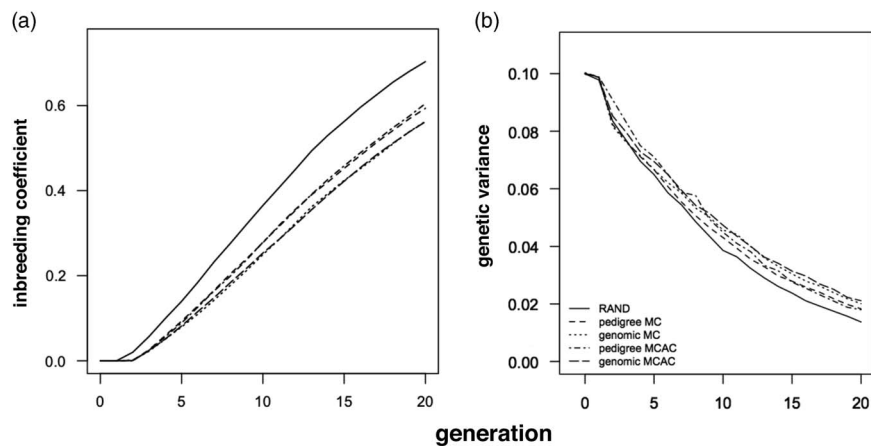 (a)
inbreeding coefficient
0.6
0.4
0.2
0.0
0
5
10
15
20
(b)
genetic variance
0.10
0.08
0.06
0.04
0.02
0.00
RAND
pedigree MC
genomic MC
pedigree MCAC
genomic MCAC
0
5
10
15
20
generation